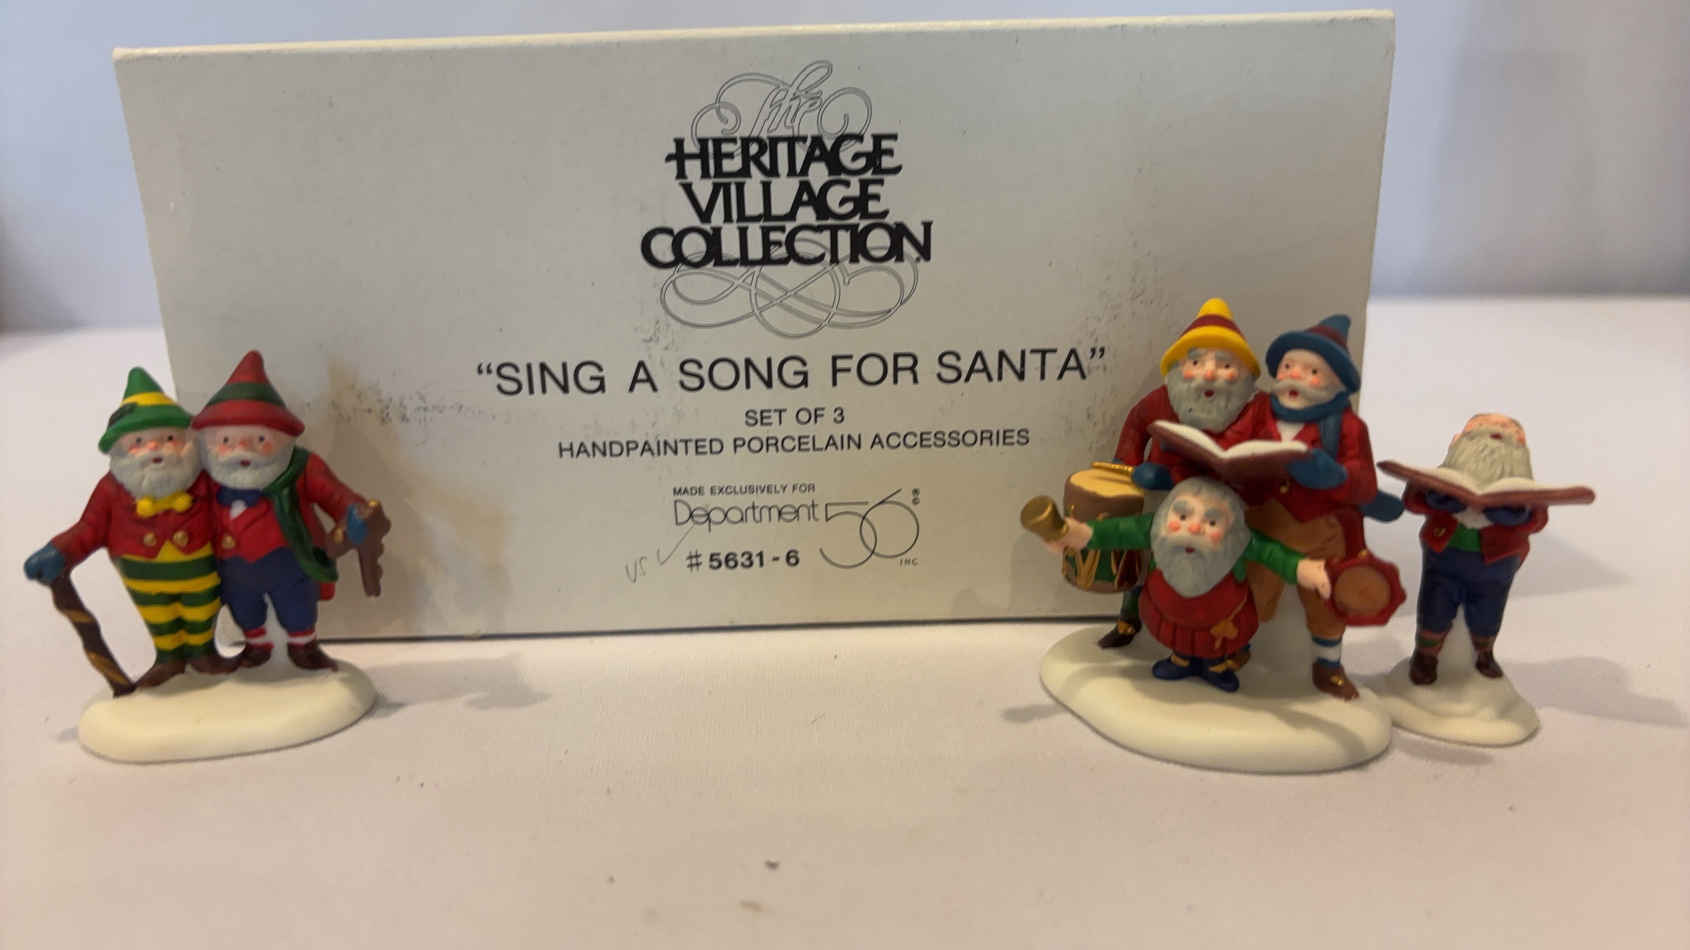 The
HERITAGE
VILLAGE
COLLECTION
“SING A SONG FOR SANTA”
SET OF 3
HANDPAINTED PORCELAIN ACCESSORIES
MADE EXCLUSIVELY FOR
Department 56 ®©
INC
#5631-6